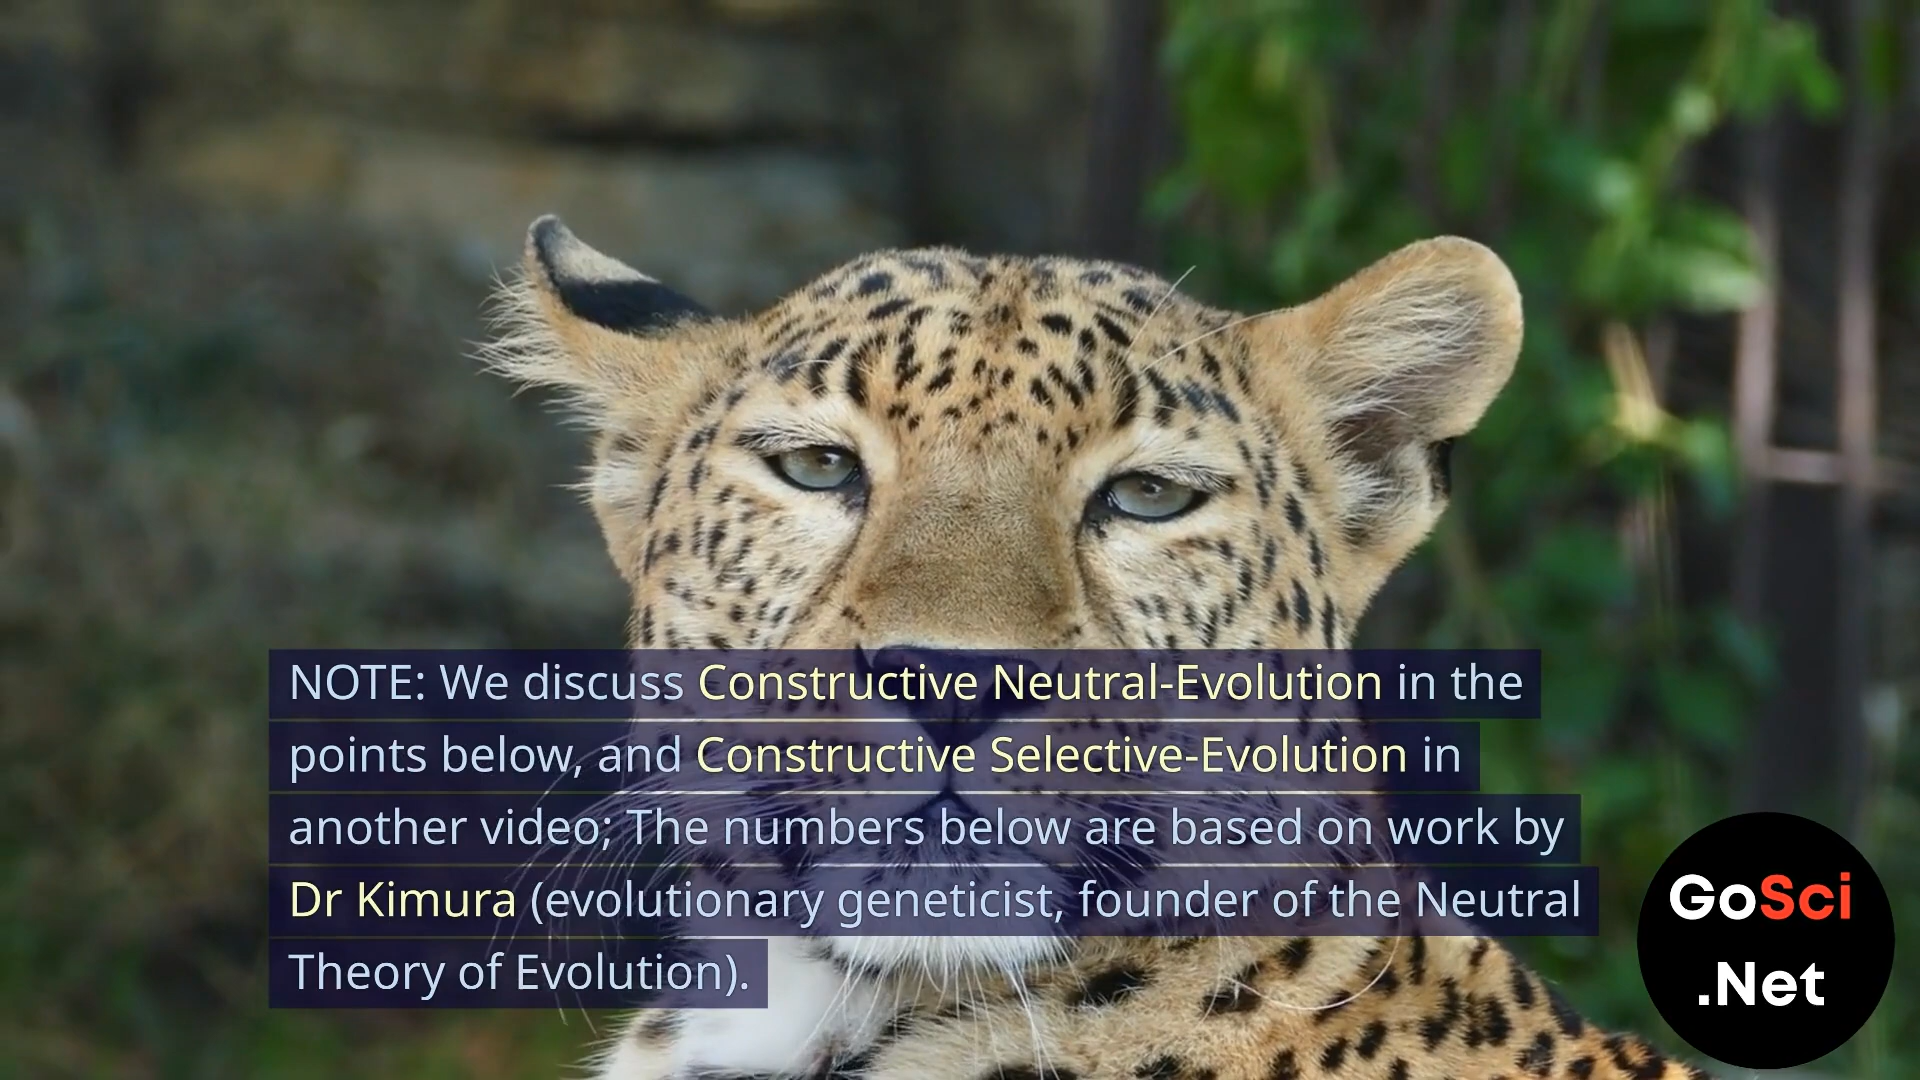 NOTE: We discuss Constructive Neutral-Evolution in the
points below, and Constructive Selective-Evolution in
another video; The numbers below are based on work by
Dr Kimura (evolutionary geneticist, founder of the Neutral
Theory of Evolution).
GoSci
.Net